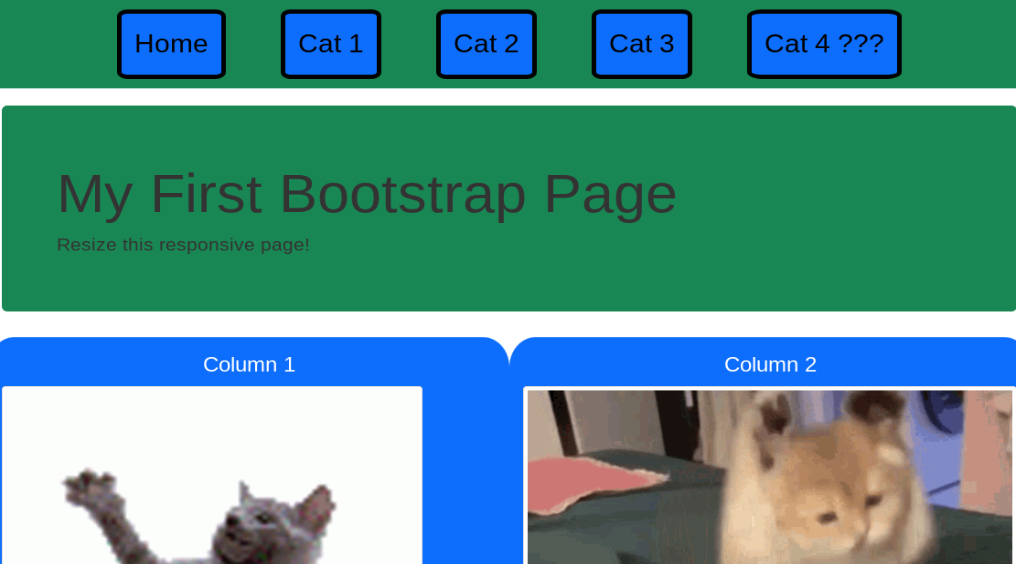 Home Cat 1 Cat 2 Cat 3 Cat 4 ???
My First Bootstrap Page
Resize this responsive page!
Column 1 Column 2